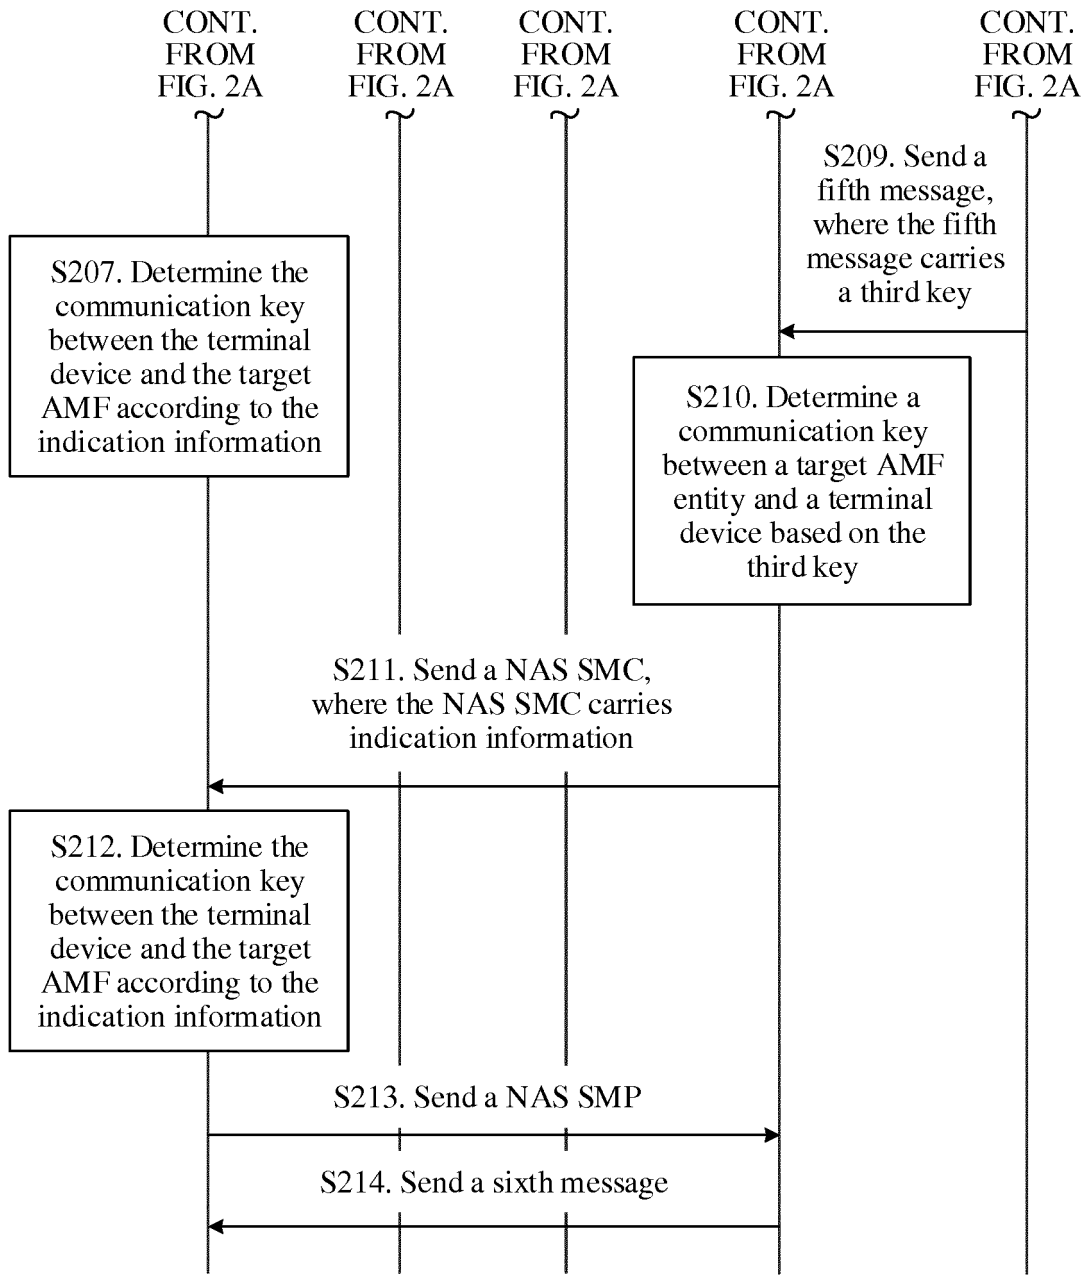 CONT.
FROM
FIG. 2A
CONT.
FROM
FIG. 2A
CONT.
FROM
FIG. 2A
CONT.
FROM
FIG. 2A
CONT.
FROM
FIG. 2A
S209. Send a
fifth message,
where the fifth
message carries
a third key
S207. Determine the
communication key
between the terminal
device and the target
AMF according to the
indication information
S210. Determine a
communication key
between a target AMF
entity and a terminal
device based on the
third key
S211. Send a NAS SMC,
where the NAS SMC carries
indication information
S212. Determine the
communication key
between the terminal
device and the target
AMF according to the
indication information
S213. Send a NAS SMP
S214. Send a sixth message